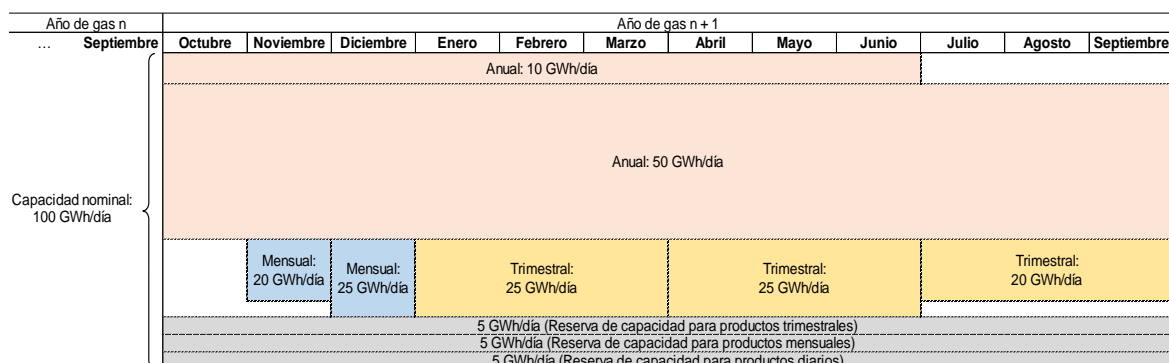 Año de gas n Año de gas n + 1
... Septiembre Octubre Noviembre Diciembre Enero Febrero Marzo Abril Mayo Junio Julio Agosto Septiembre
Anual: 10 GWh/día
Anual: 50 GWh/día
Capacidad nominal:
100 GWh/día
Mensual:
20 GWh/día
Mensual:
25 GWh/día
Trimestral:
25 GWh/día
Trimestral:
25 GWh/día
Trimestral:
20 GWh/día
5 GWh/día (Reserva de capacidad para productos trimestrales)
5 GWh/día (Reserva de capacidad para productos mensuales)
5 GWh/día (Reserva de capacidad para productos diarios)